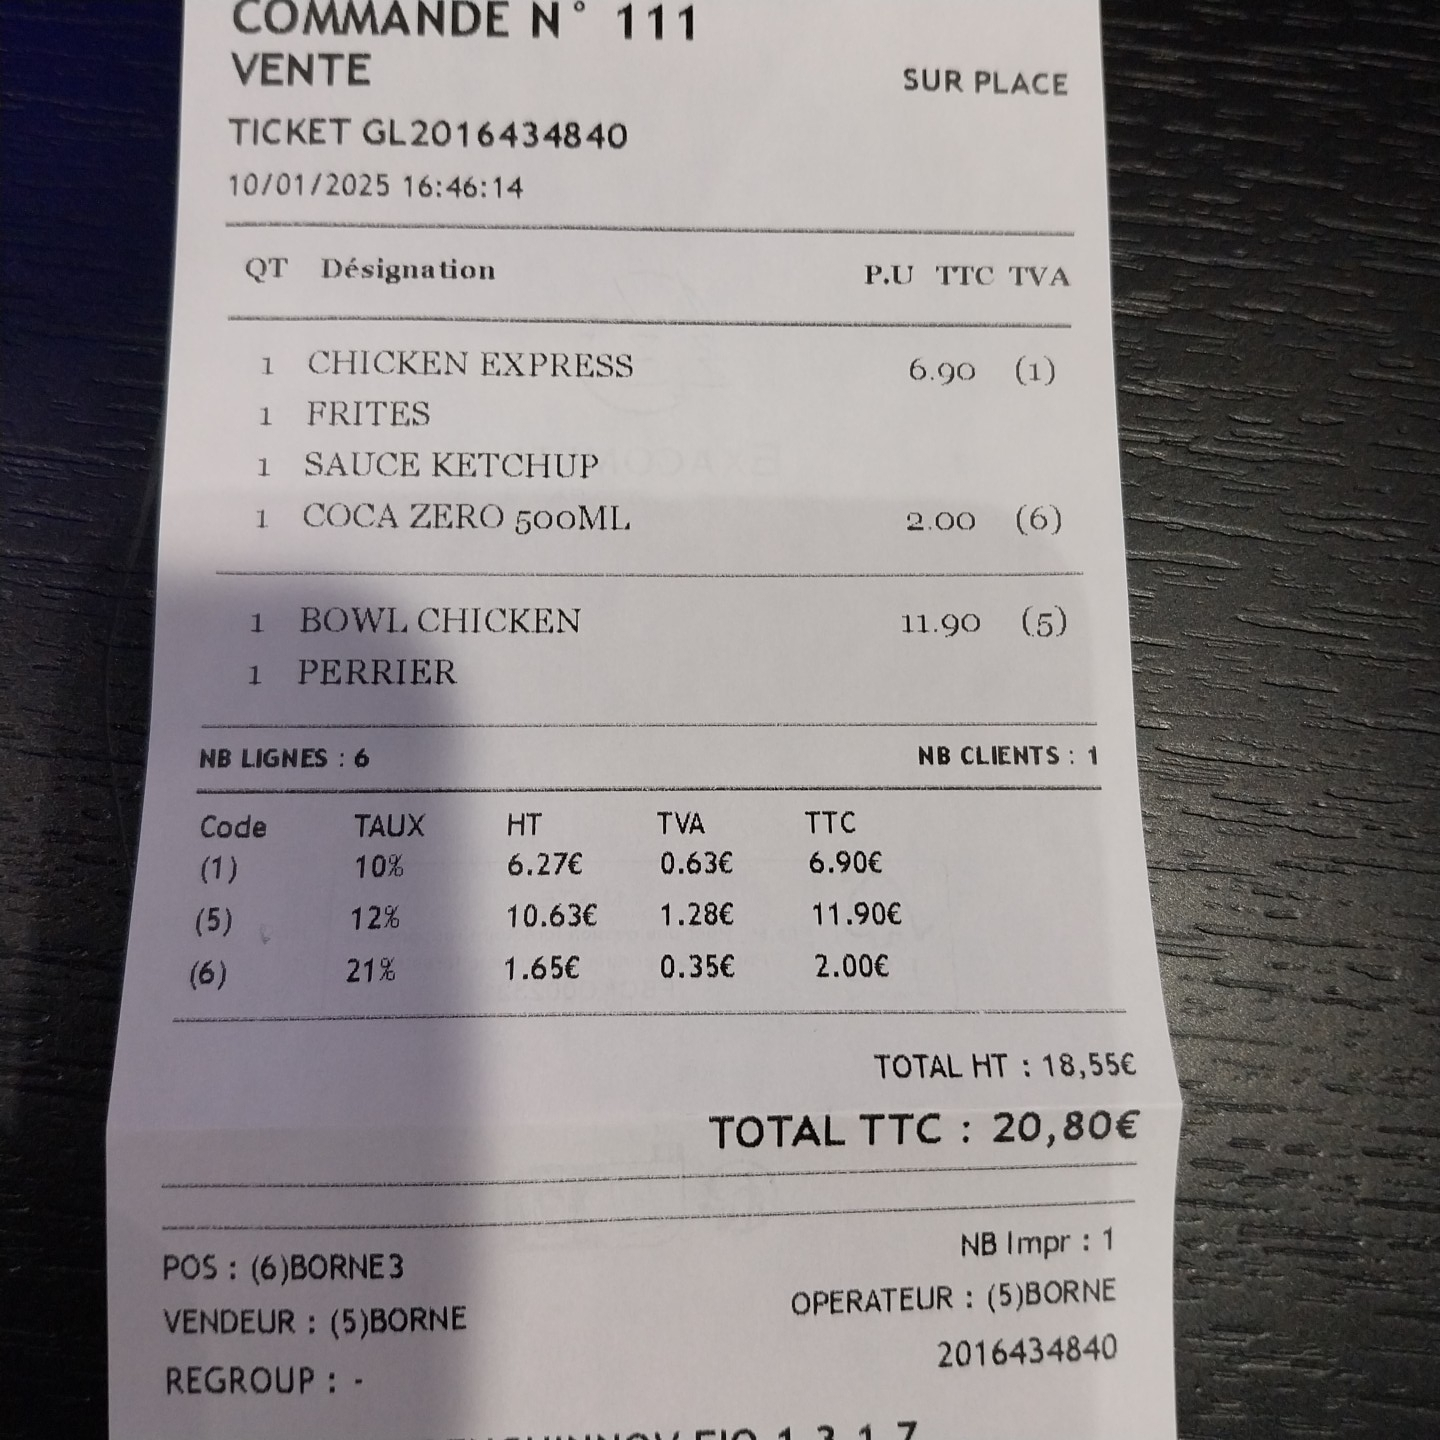 COMMANDE N° 111
VENTE
SUR PLACE
TICKET GL2016434840
10/01/2025 16:46:14
QT Désignation P.U TTC TVA
1 CHICKEN EXPRESS 6.90 (1)
1 FRITES
1 SAUCE KETCHUP
1 COCA ZERO 500ML 2.00 (6)
1 BOWL CHICKEN 11.90 (5)
1 PERRIER
NB LIGNES : 6 NB CLIENTS : 1
Code TAUX HT TVA TTC
(1) 10% 6.27€ 0.63€ 6.90€
(5) 12% 10.63€ 1.28€ 11.90€
(6) 21% 1.65€ 0.35€ 2.00€
TOTAL HT : 18,55€
TOTAL TTC : 20,80€
NB Impr : 1
POS : (6)BORNE3
OPERATEUR : (5)BORNE
VENDEUR : (5)BORNE
2016434840
REGROUP : -